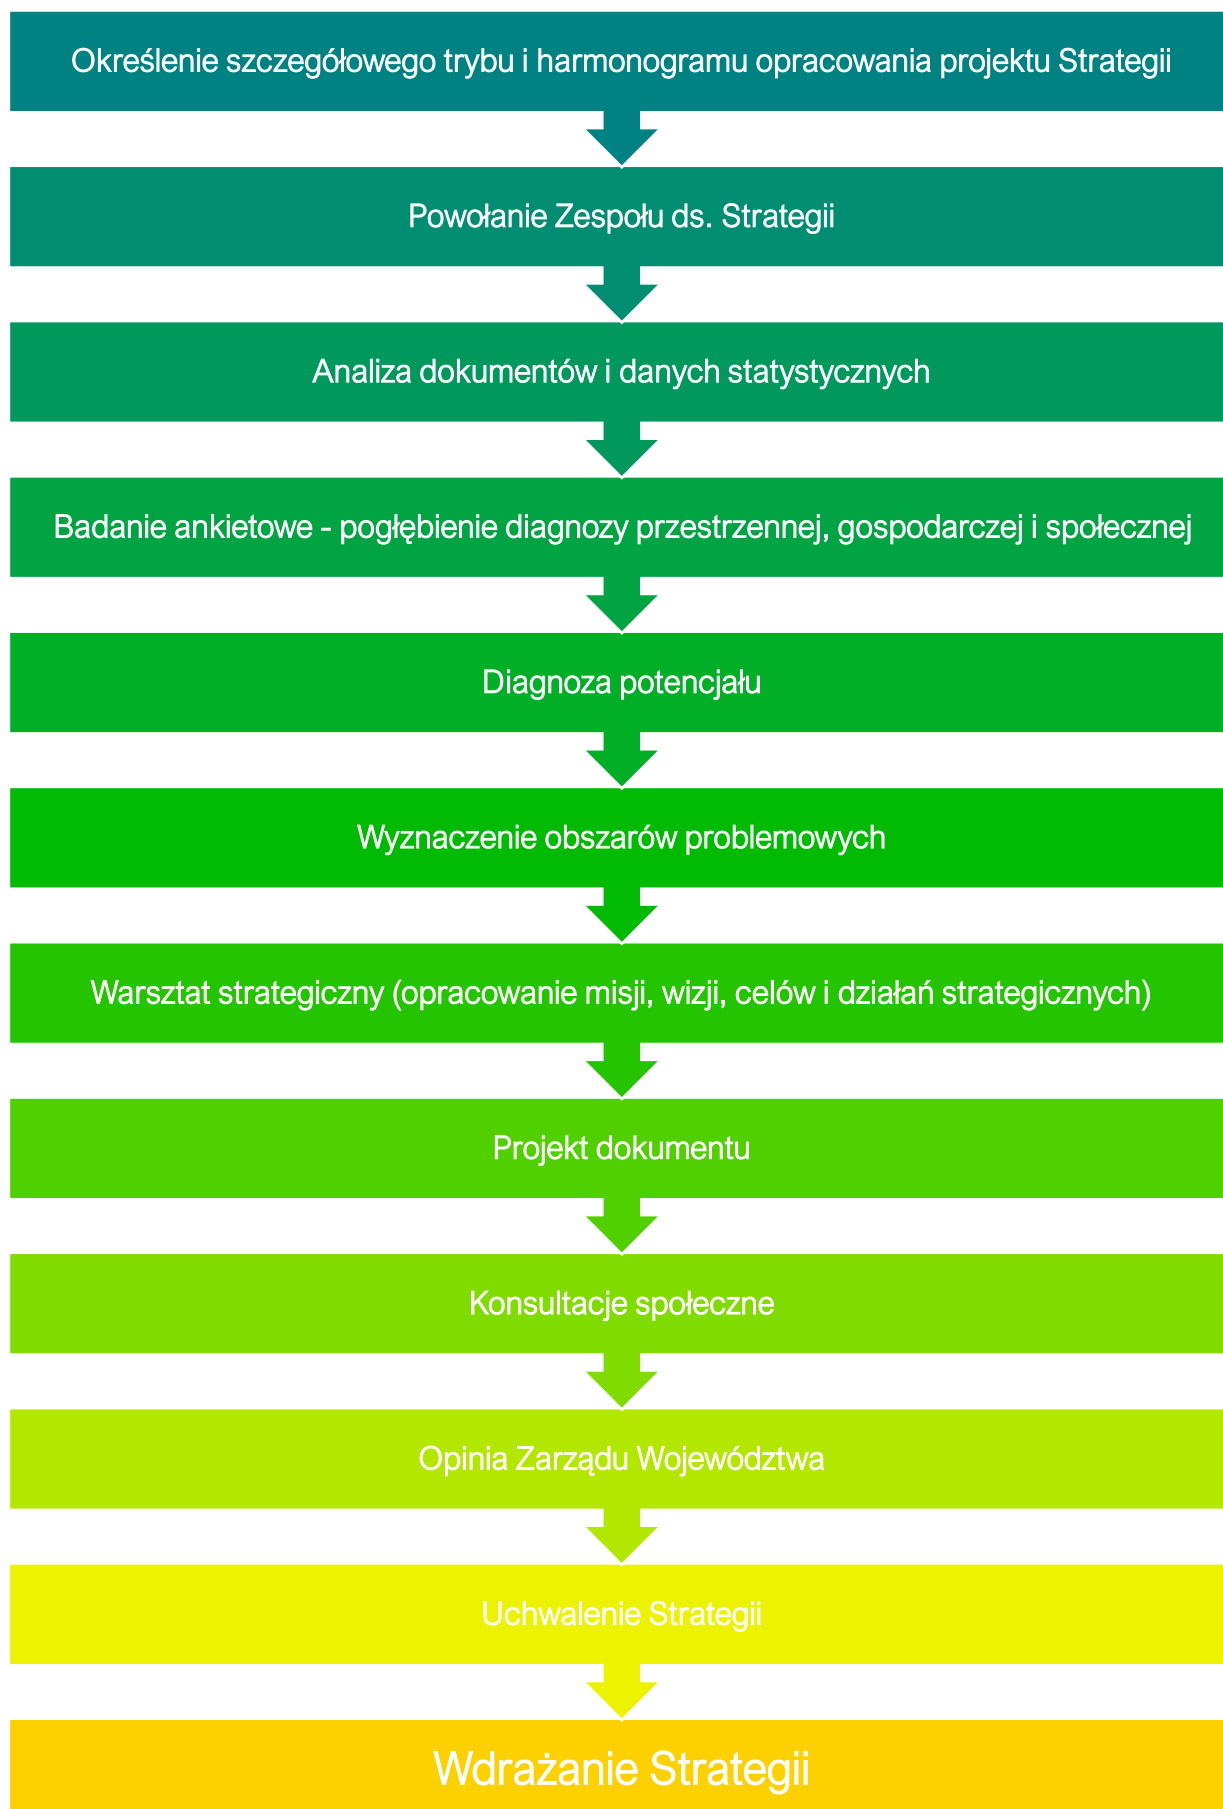 Określenie szczegółowego trybu i harmonogramu opracowania projektu Strategii
Powołanie Zespołu ds. Strategii
Analiza dokumentów i danych statystycznych
Badanie ankietowe - pogłębienie diagnozy przestrzennej, gospodarczej i społecznej
Diagnoza potencjału
Wyznaczenie obszarów problemowych
Warsztat strategiczny (opracowanie misji, wizji, celów i działań strategicznych)
Projekt dokumentu
Konsultacje społeczne
Opinia Zarządu Województwa
Uchwalenie Strategii
Wdrażanie Strategii